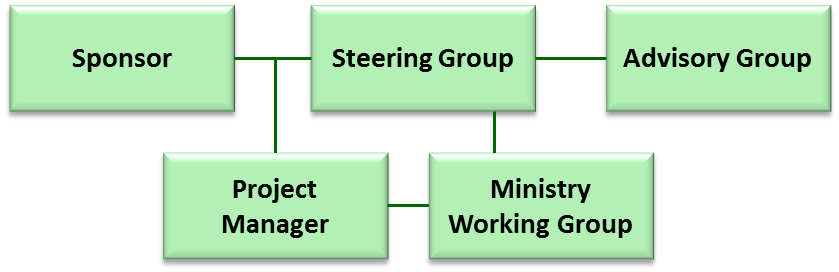 Sponsor
Steering Group
Advisory Group
Project
Manager
Ministry
Working Group